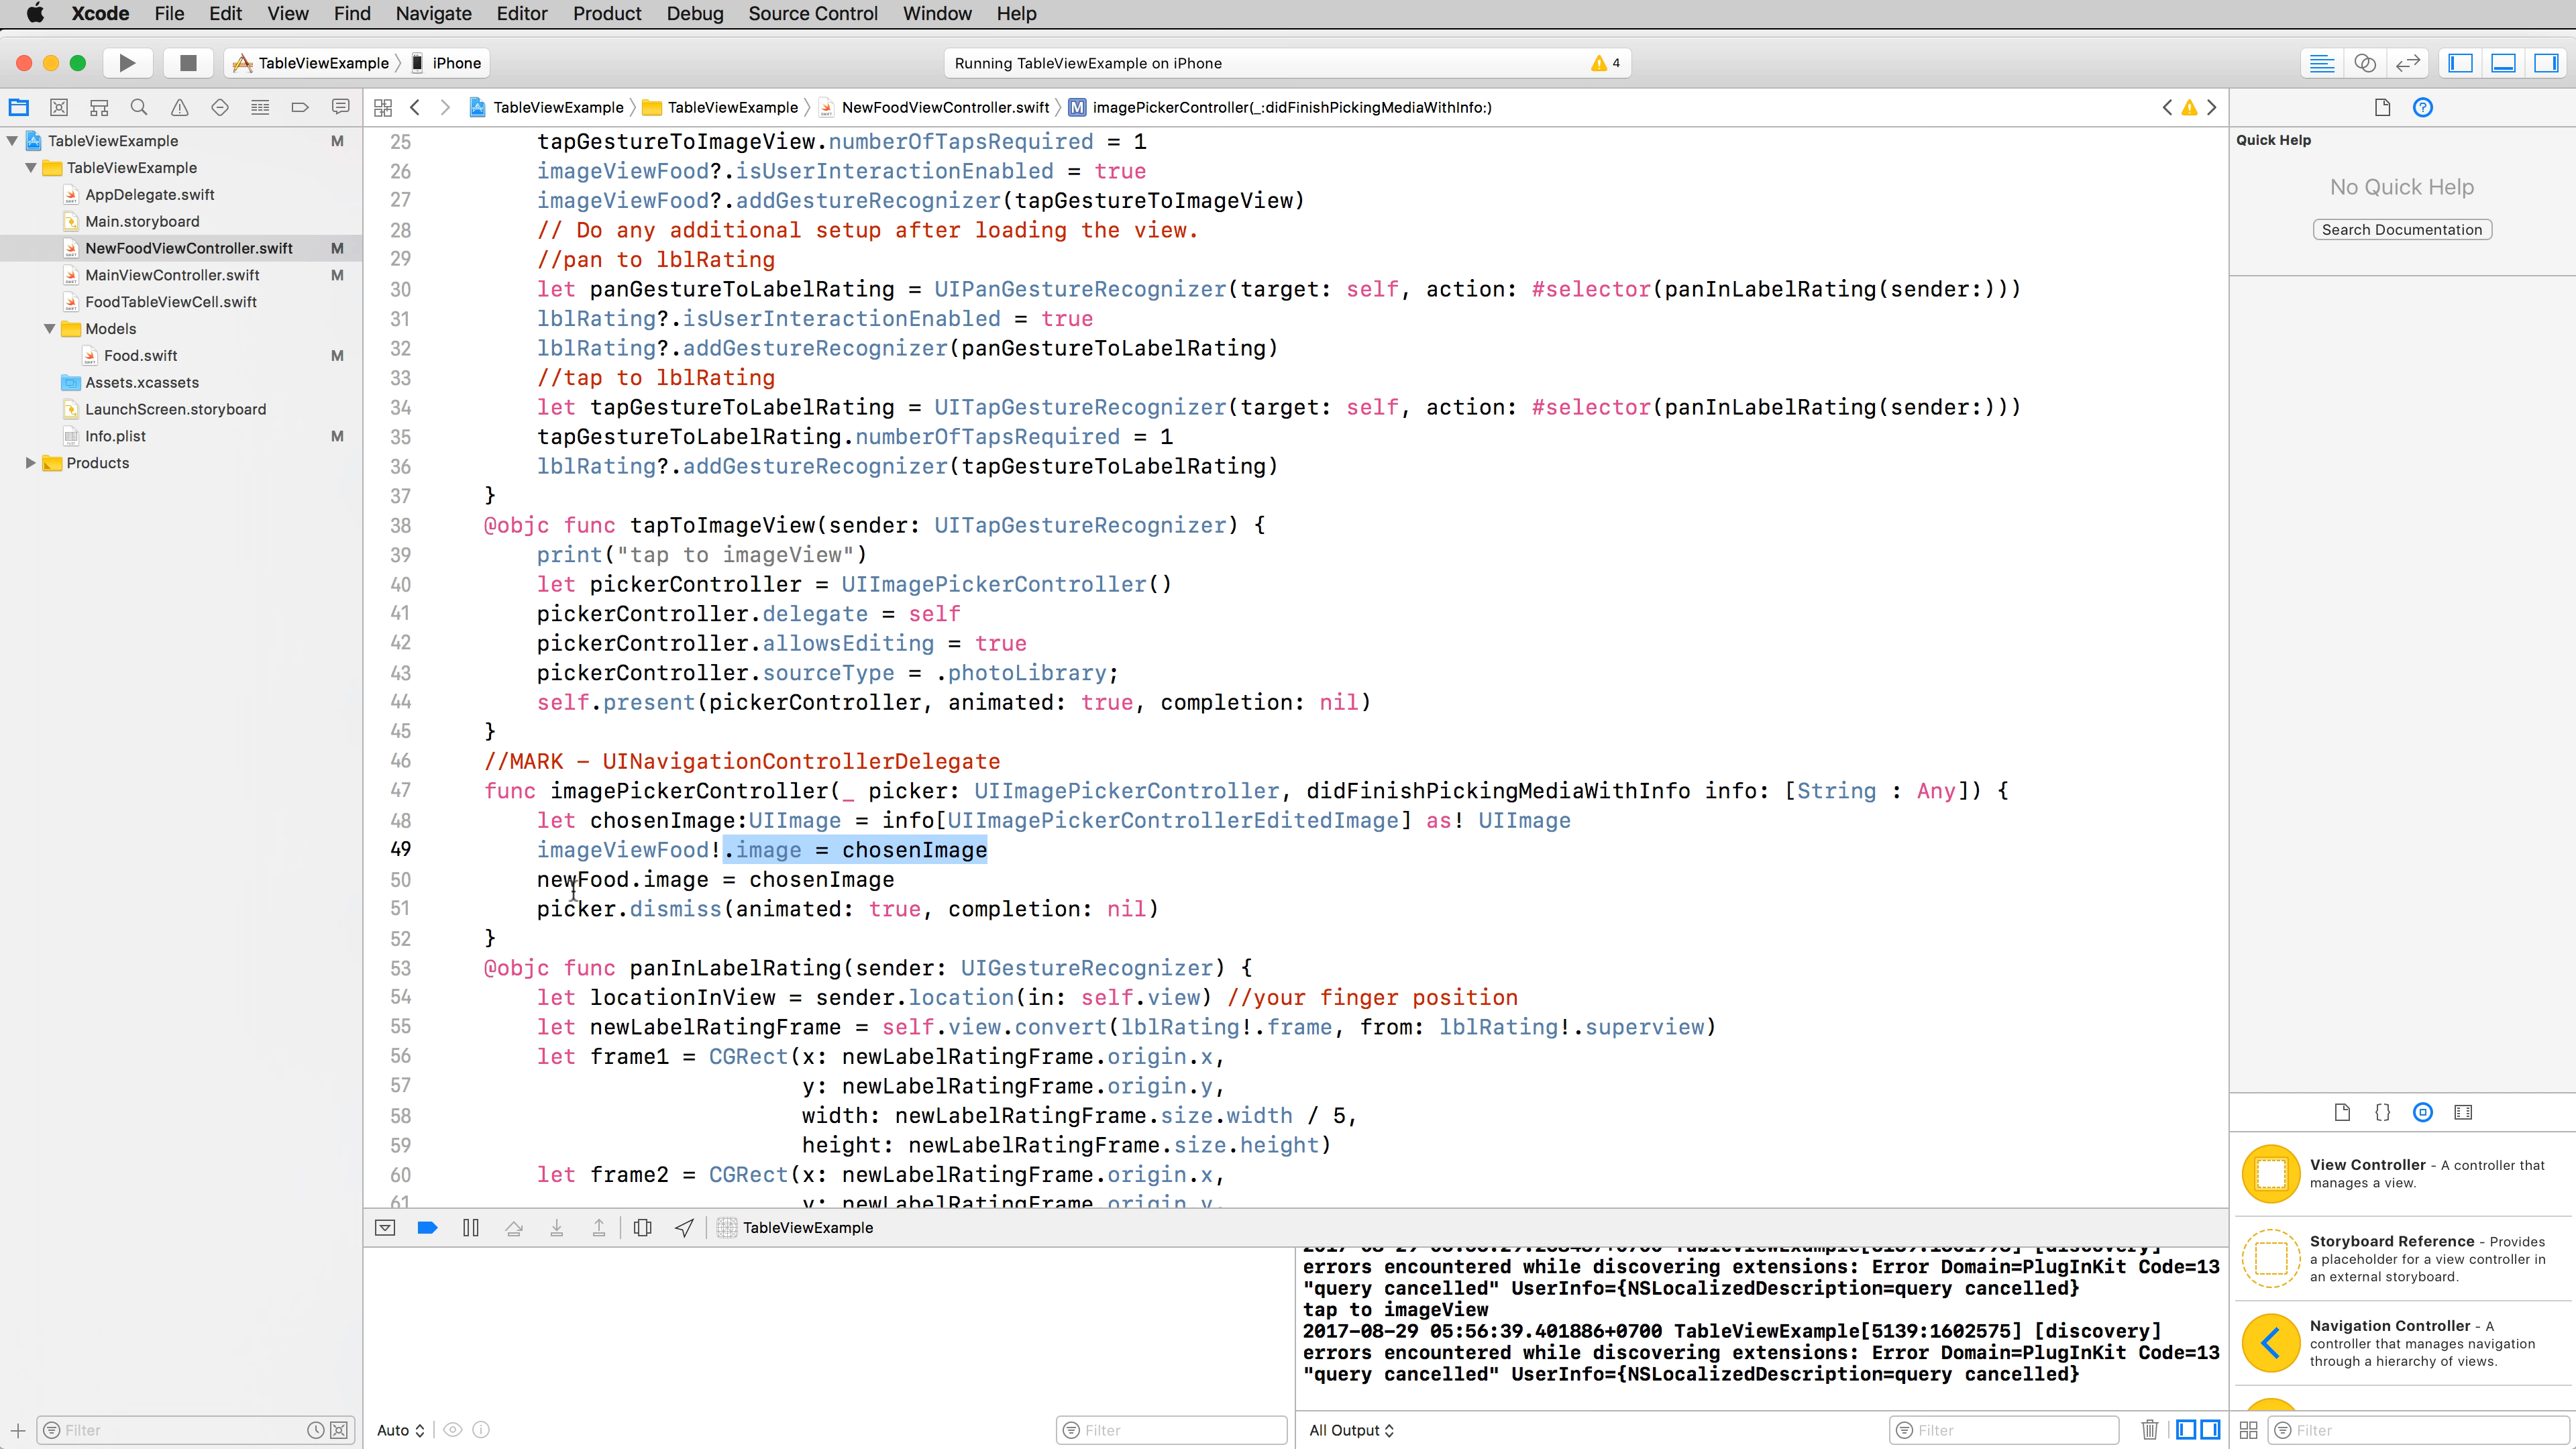 Xcode File Edit View Find Navigate Editor Product Debug Source Control Window Help
TableViewExample iPhone
Running TableViewExample on iPhone
4
TableViewExample TableViewExample NewFoodViewController.swift M imagePickerController(_:didFinishPickingMediaWithInfo:)
TableViewExample M
TableViewExample
AppDelegate.swift
Main.storyboard
NewFoodViewController.swift M
MainViewController.swift M
FoodTableViewCell.swift
Models
Food.swift M
Assets.xcassets
LaunchScreen.storyboard
Info.plist M
Products
Filter
25 tapGestureToImageView.numberOfTapsRequired = 1
26 imageViewFood?.isUserInteractionEnabled = true
27 imageViewFood?.addGestureRecognizer(tapGestureToImageView)
28 // Do any additional setup after loading the view.
29 //pan to lblRating
30 let panGestureToLabelRating = UIPanGestureRecognizer(target: self, action: #selector(panInLabelRating(sender:)))
31 lblRating?.isUserInteractionEnabled = true
32 lblRating?.addGestureRecognizer(panGestureToLabelRating)
33 //tap to lblRating
34 let tapGestureToLabelRating = UITapGestureRecognizer(target: self, action: #selector(panInLabelRating(sender:)))
35 tapGestureToLabelRating.numberOfTapsRequired = 1
36 lblRating?.addGestureRecognizer(tapGestureToLabelRating)
37 }
38 @objc func tapToImageView(sender: UITapGestureRecognizer) {
39 print("tap to imageView")
40 let pickerController = UIImagePickerController()
41 pickerController.delegate = self
42 pickerController.allowsEditing = true
43 pickerController.sourceType = .photoLibrary;
44 self.present(pickerController, animated: true, completion: nil)
45 }
46 //MARK – UINavigationControllerDelegate
47 func imagePickerController(_ picker: UIImagePickerController, didFinishPickingMediaWithInfo info: [String : Any]) {
48 let chosenImage:UIImage = info[UIImagePickerControllerEditedImage] as! UIImage
49 imageViewFood!.image = chosenImage
50 newFood.image = chosenImage
51 picker.dismiss(animated: true, completion: nil)
52 }
53 @objc func panInLabelRating(sender: UIGestureRecognizer) {
54 let locationInView = sender.location(in: self.view) //your finger position
55 let newLabelRatingFrame = self.view.convert(lblRating!.frame, from: lblRating!.superview)
56 let frame1 = CGRect(x: newLabelRatingFrame.origin.x,
57 y: newLabelRatingFrame.origin.y,
58 width: newLabelRatingFrame.size.width / 5,
59 height: newLabelRatingFrame.size.height)
60 let frame2 = CGRect(x: newLabelRatingFrame.origin.x,
61 y: newLabelRatingFrame.origin.y,
TableViewExample
errors encountered while discovering extensions: Error Domain=PlugInKit Code=13
"query cancelled" UserInfo={NSLocalizedDescription=query cancelled}
tap to imageView
2017-08-29 05:56:39.401886+0700 TableViewExample[5139:1602575] [discovery]
errors encountered while discovering extensions: Error Domain=PlugInKit Code=13
"query cancelled" UserInfo={NSLocalizedDescription=query cancelled}
Auto
Filter
All Output
Filter
Quick Help
No Quick Help
Search Documentation
View Controller - A controller that
manages a view.
Storyboard Reference - Provides
a placeholder for a view controller in
an external storyboard.
Navigation Controller - A
controller that manages navigation
through a hierarchy of views.
Filter